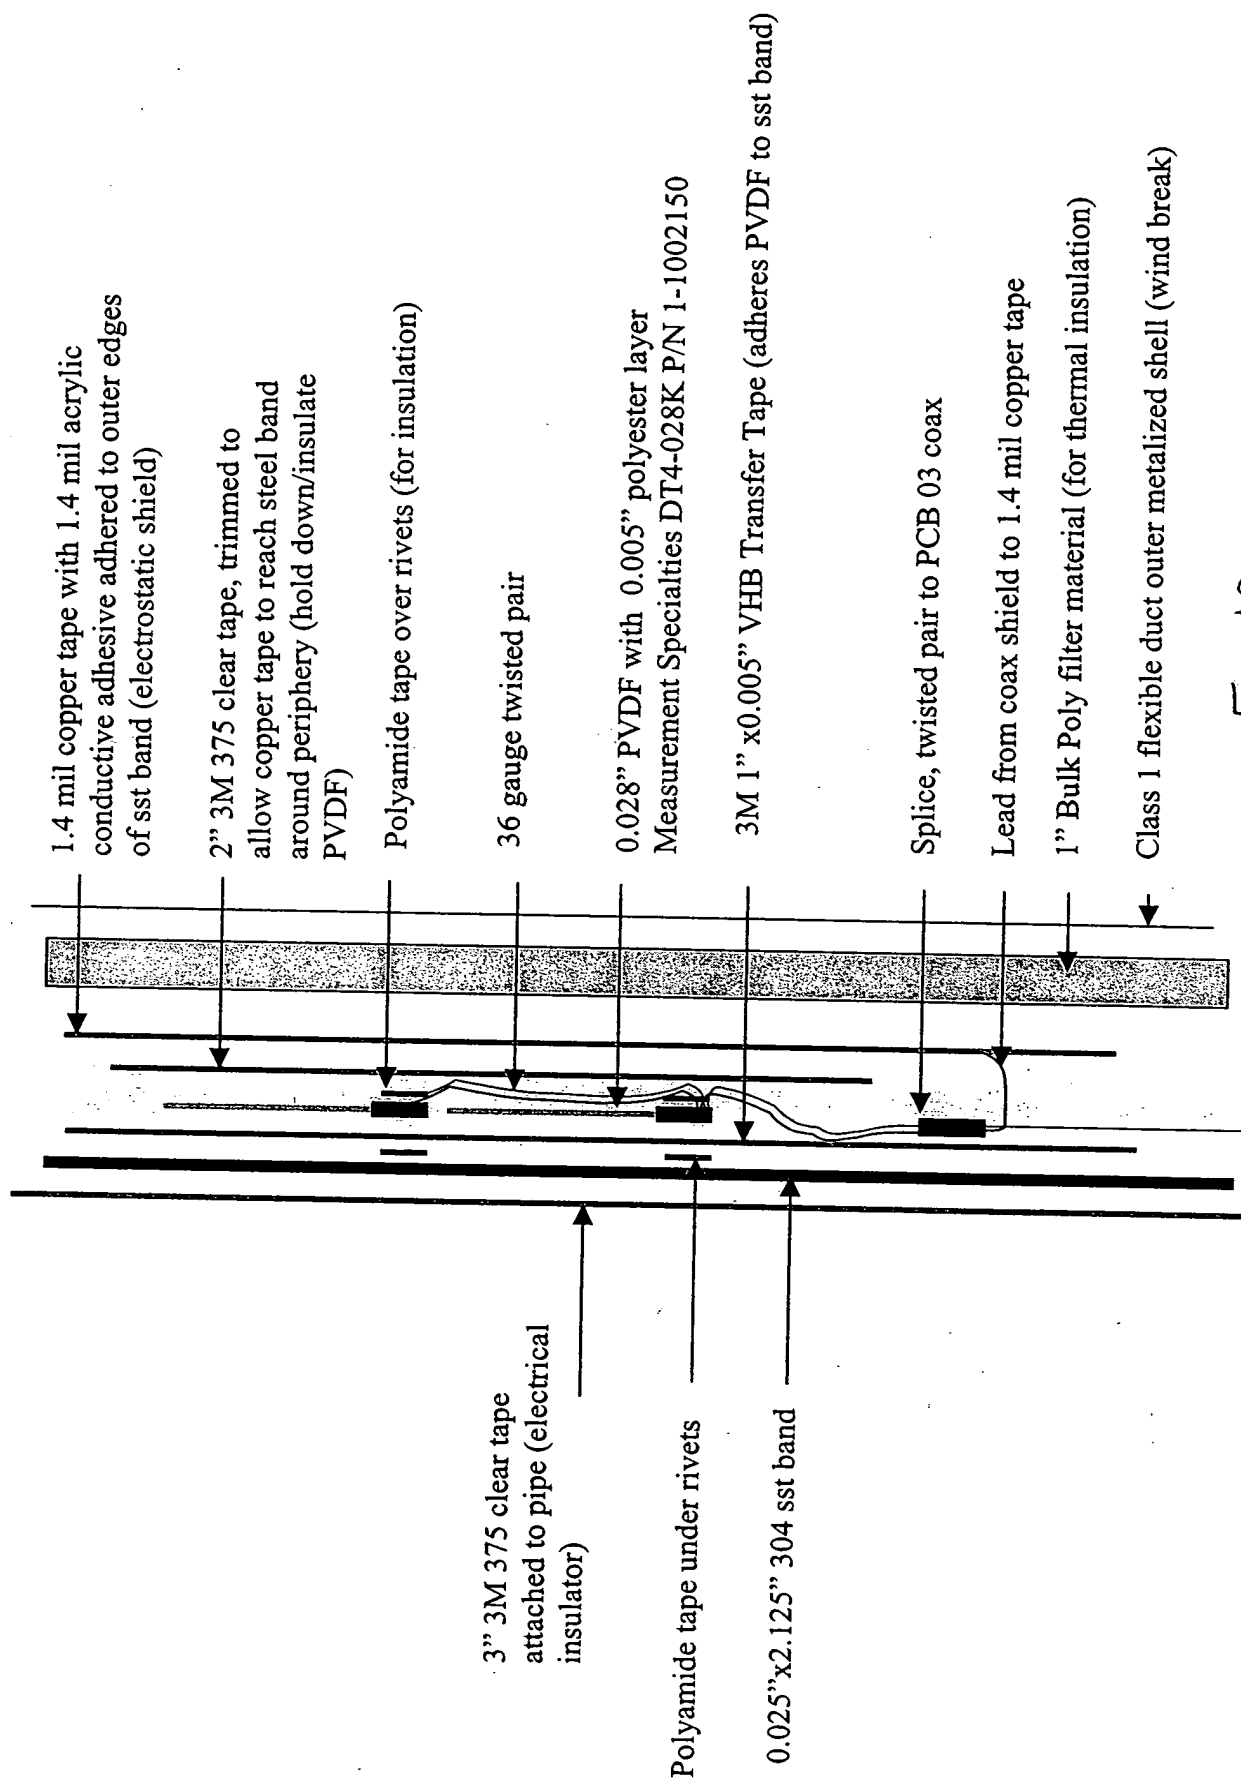 1.4 mil copper tape with 1.4 mil acrylic
conductive adhesive adhered to outer edges
of sst band (electrostatic shield)
2” 3M 375 clear tape, trimmed to
allow copper tape to reach steel band
around periphery (hold down/insulate
PVDF)
Polyamide tape over rivets (for insulation)
36 gauge twisted pair
0.028” PVDF with 0.005” polyester layer
Measurement Specialties DT4-028K P/N 1-1002150
3M 1” x0.005” VHB Transfer Tape (adheres PVDF to sst band)
Splice, twisted pair to PCB 03 coax
Lead from coax shield to 1.4 mil copper tape
1” Bulk Poly filter material (for thermal insulation)
Class 1 flexible duct outer metalized shell (wind break)
3” 3M 375 clear tape
attached to pipe (electrical
insulator)
Polyamide tape under rivets
0.025”x2.125” 304 sst band